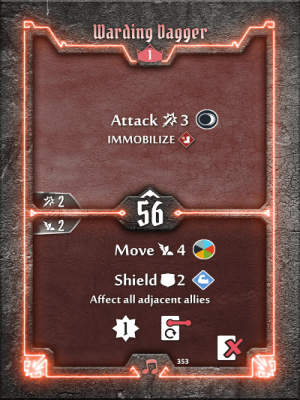 Warding Dagger
1
Attack 3
IMMOBILIZE
2
56
2
Move 4
Shield 2
Affect all adjacent allies
1
353